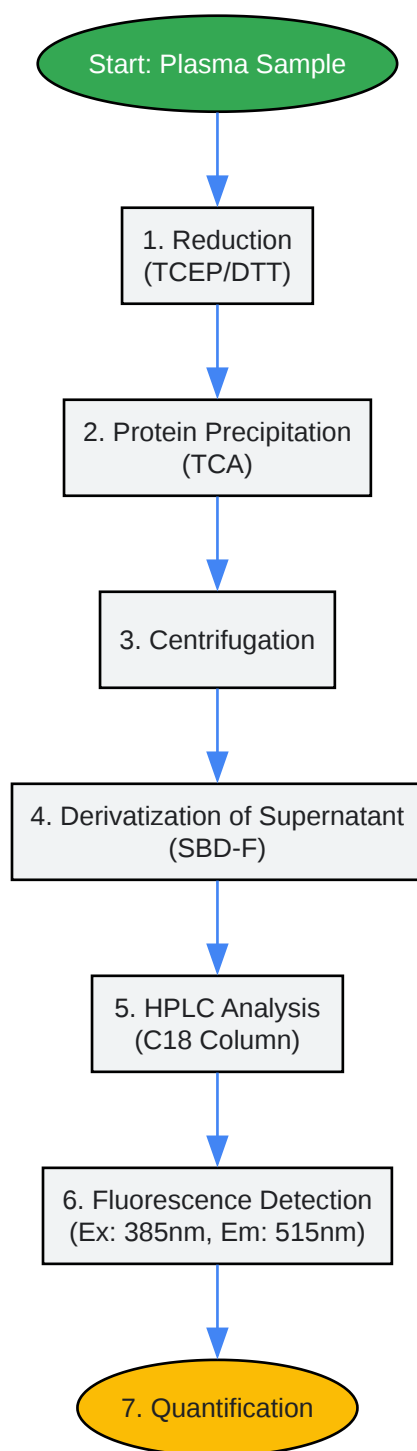 Start: Plasma Sample
1. Reduction
(TCEP/DTT)
2. Protein Precipitation
(TCA)
3. Centrifugation
4. Derivatization of Supernatant
(SBD-F)
5. HPLC Analysis
(C18 Column)
6. Fluorescence Detection
(Ex: 385nm, Em: 515nm)
7. Quantification